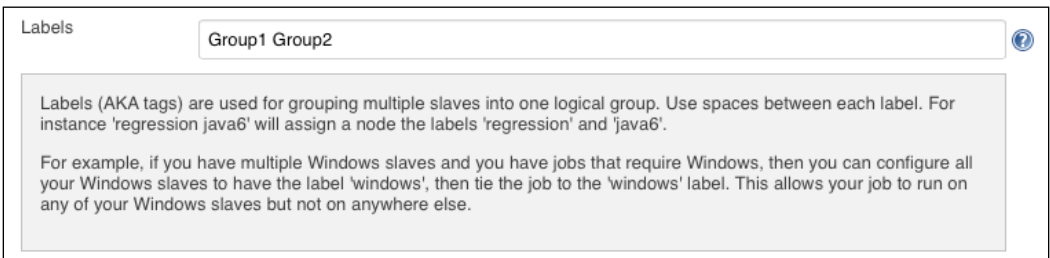 Labels
Group1 Group2
?
Labels (AKA tags) are used for grouping multiple slaves into one logical group. Use spaces between each label. For
instance 'regression java6' will assign a node the labels 'regression' and 'java6'.
For example, if you have multiple Windows slaves and you have jobs that require Windows, then you can configure all
your Windows slaves to have the label 'windows', then tie the job to the 'windows' label. This allows your job to run on
any of your Windows slaves but not on anywhere else.